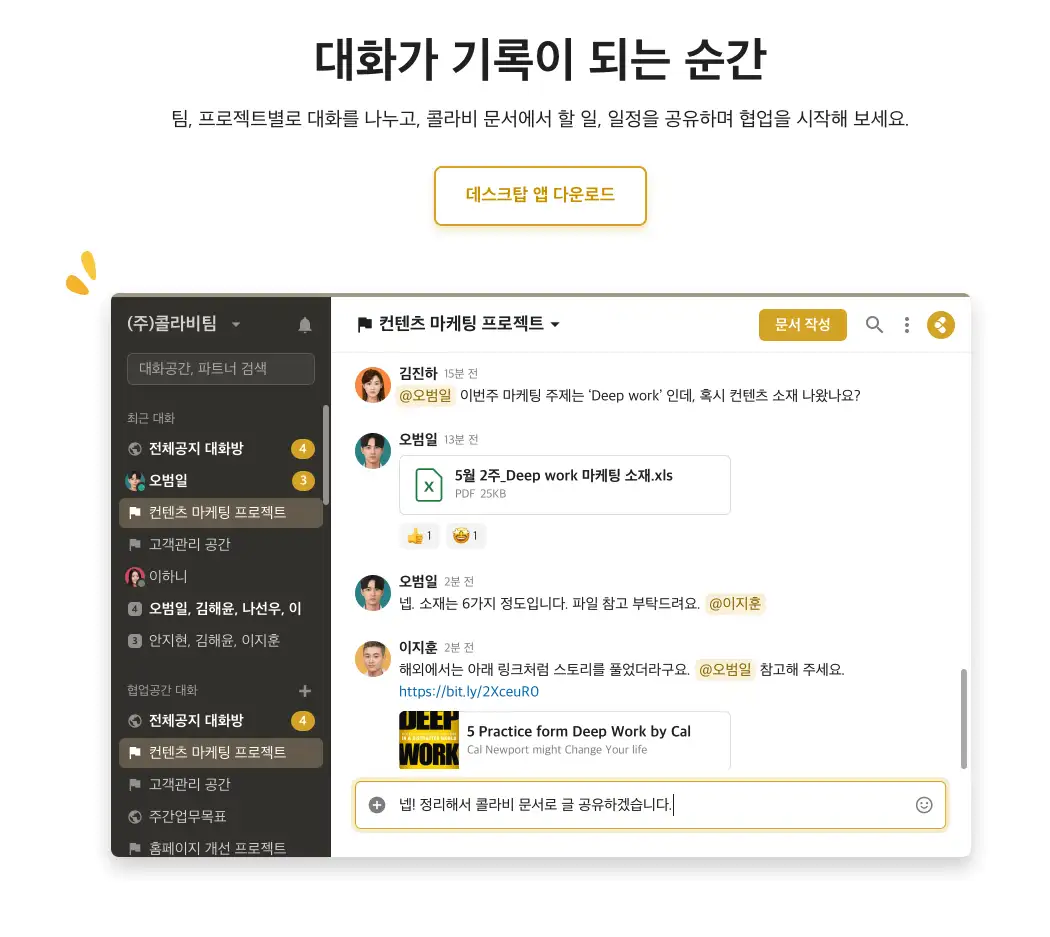 대화가 기록이 되는 순간
팀, 프로젝트별로 대화를 나누고, 콜라비 문서에서 할 일, 일정을 공유하며 협업을 시작해 보세요.
데스크탑 앱 다운로드
(주)콜라비팀
대화공간, 파트너 검색
최근 대화
전체공지 대화방 4
오범일 3
컨텐츠 마케팅 프로젝트
고객관리 공간
이하니
4 오범일, 김해윤, 나선우, 이
3 안지현, 김해윤, 이지훈
협업공간 대화
전체공지 대화방 4
컨텐츠 마케팅 프로젝트
고객관리 공간
주간업무목표
홈페이지 개선 프로젝트
컨텐츠 마케팅 프로젝트
문서 작성
김진하 15분 전
@오범일 이번주 마케팅 주제는 ‘Deep work’ 인데, 혹시 컨텐츠 소재 나왔나요?
오범일 13분 전
X
5월 2주_Deep work 마케팅 소재.xls
PDF 25KB
👍 1 🤩 1
오범일 2분 전
넵. 소재는 6가지 정도입니다. 파일 참고 부탁드려요. @이지훈
이지훈 2분 전
해외에서는 아래 링크처럼 스토리를 풀었더라구요. @오범일 참고해 주세요.
https://bit.ly/2XceuR0
DEEP
WORK
5 Practice form Deep Work by Cal
Cal Newport might Change Your life
넵! 정리해서 콜라비 문서로 글 공유하겠습니다.